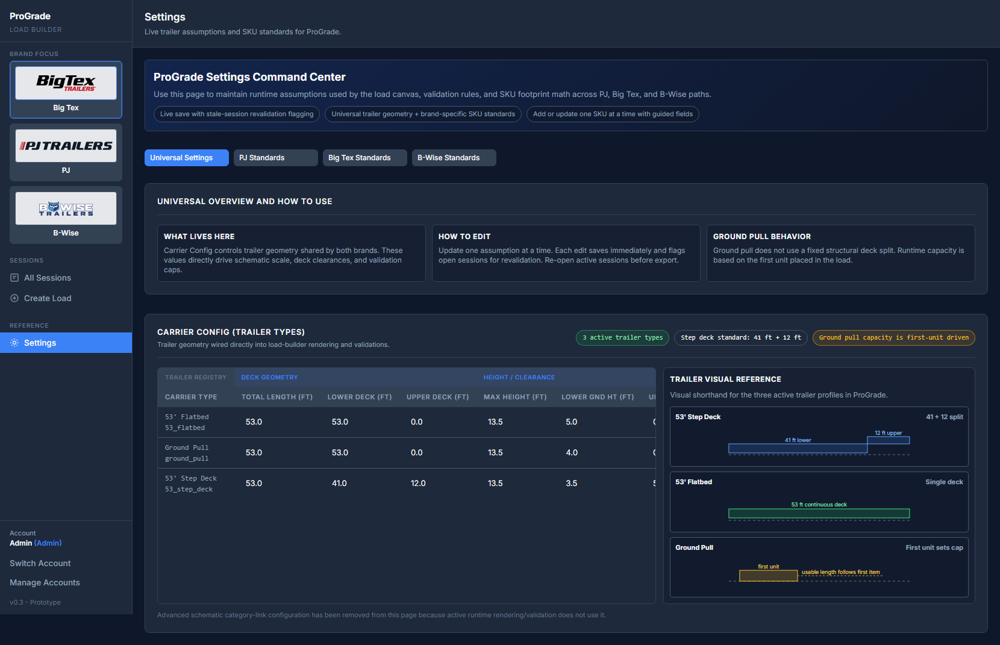 ProGrade
LOAD BUILDER
BRAND FOCUS
BigTex
TRAILERS
Big Tex
PJ TRAILERS
PJ
B WISE
TRAILERS
B-Wise
SESSIONS
All Sessions
Create Load
REFERENCE
Settings
Account
Admin (Admin)
Switch Account
Manage Accounts
v0.3 - Prototype
Settings
Live trailer assumptions and SKU standards for ProGrade.
ProGrade Settings Command Center
Use this page to maintain runtime assumptions used by the load canvas, validation rules, and SKU footprint math across PJ, Big Tex, and B-Wise paths.
Live save with stale-session revalidation flagging
Universal trailer geometry + brand-specific SKU standards
Add or update one SKU at a time with guided fields
Universal Settings
PJ Standards
Big Tex Standards
B-Wise Standards
UNIVERSAL OVERVIEW AND HOW TO USE
WHAT LIVES HERE
Carrier Config controls trailer geometry shared by both brands. These
values directly drive schematic scale, deck clearances, and validation
caps.
HOW TO EDIT
Update one assumption at a time. Each edit saves immediately and flags
open sessions for revalidation. Re-open active sessions before export.
GROUND PULL BEHAVIOR
Ground pull does not use a fixed structural deck split. Runtime capacity is
based on the first unit placed in the load.
CARRIER CONFIG (TRAILER TYPES)
Trailer geometry wired directly into load-builder rendering and validations.
3 active trailer types
Step deck standard: 41 ft + 12 ft
Ground pull capacity is first-unit driven
TRAILER REGISTRY DECK GEOMETRY HEIGHT / CLEARANCE
CARRIER TYPE TOTAL LENGTH (FT) LOWER DECK (FT) UPPER DECK (FT) MAX HEIGHT (FT) LOWER GND HT (FT)
53' Flatbed
53_flatbed
53.0 53.0 0.0 13.5 5.0
Ground Pull
ground_pull
53.0 53.0 0.0 13.5 4.0
53' Step Deck
53_step_deck
53.0 41.0 12.0 13.5 3.5
TRAILER VISUAL REFERENCE
Visual shorthand for the three active trailer profiles in ProGrade.
53' Step Deck 41 + 12 split
12 ft upper
41 ft lower
53' Flatbed Single deck
53 ft continuous deck
Ground Pull First unit sets cap
first unit
usable length follows first item
Advanced schematic category-link configuration has been removed from this page because active runtime rendering/validation does not use it.